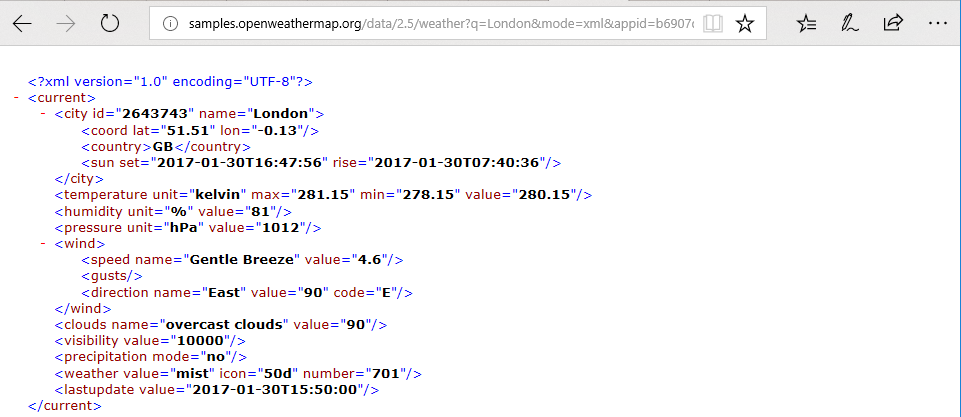 samples.openweathermap.org/data/2.5/weather?q=London&mode=xml&appid=b6907
<?xml version="1.0" encoding="UTF-8"?>
- <current>
- <city id="2643743" name="London">
<coord lat="51.51" lon="-0.13"/>
<country>GB</country>
<sun set="2017-01-30T16:47:56" rise="2017-01-30T07:40:36"/>
</city>
<temperature unit="kelvin" max="281.15" min="278.15" value="280.15"/>
<humidity unit="%" value="81"/>
<pressure unit="hPa" value="1012"/>
- <wind>
<speed name="Gentle Breeze" value="4.6"/>
<gusts/>
<direction name="East" value="90" code="E"/>
</wind>
<clouds name="overcast clouds" value="90"/>
<visibility value="10000"/>
<precipitation mode="no"/>
<weather value="mist" icon="50d" number="701"/>
<lastupdate value="2017-01-30T15:50:00"/>
</current>